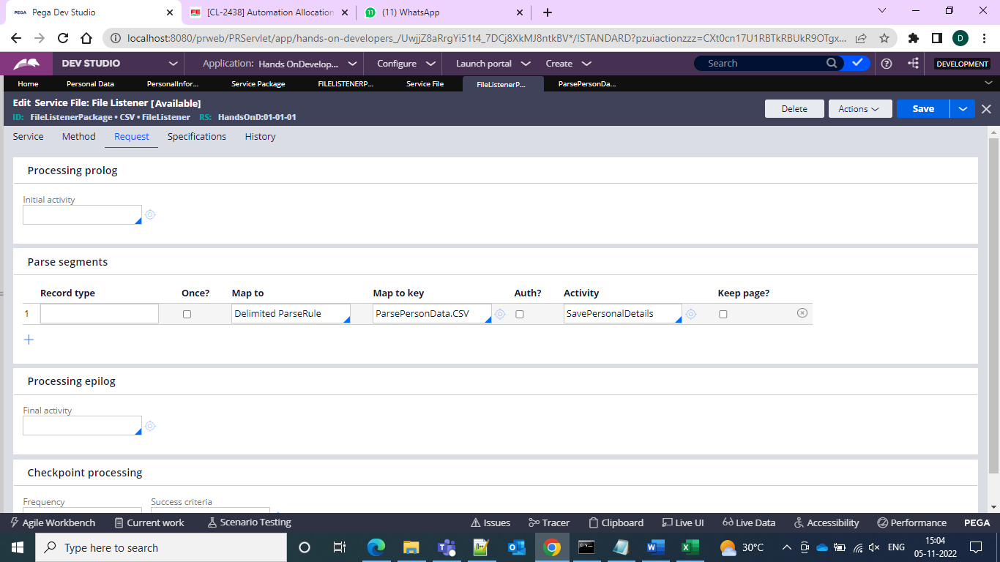 PEGA Pega Dev Studio
[CL-2438] Automation Allocation
(11) WhatsApp
localhost:8080/prweb/PRServlet/app/hands-on-developers_/UwjjZ8aRrgYi51t4_7DCj8XkMJ8ntkBV*/!STANDARD?pzuiactionzzz=CXt0cn17U1RBTkRBUkR9OTgx...
D
DEV STUDIO
Application: Hands OnDevelop...
Configure
Launch portal
Create
Search
DEVELOPMENT
Home
Personal Data
PersonalInfor...
Service Package
FILELISTENERP...
Service File
FileListenerP...
ParsePersonDa...
Edit Service File: File Listener [Available]
ID: FileListenerPackage • CSV • FileListener RS: HandsOnD:01-01-01
Delete
Actions
Save
Service
Method
Request
Specifications
History
Processing prolog
Initial activity
Parse segments
Record type Once? Map to Map to key Auth? Activity Keep page?
1 Delimited ParseRule ParsePersonData.CSV SavePersonalDetails
Processing epilog
Final activity
Checkpoint processing
Frequency Success criteria
Agile Workbench
Current work
Scenario Testing
Issues
Tracer
Clipboard
Live UI
Live Data
Accessibility
Performance
PEGA
Type here to search
30°C
ENG
15:04
05-11-2022